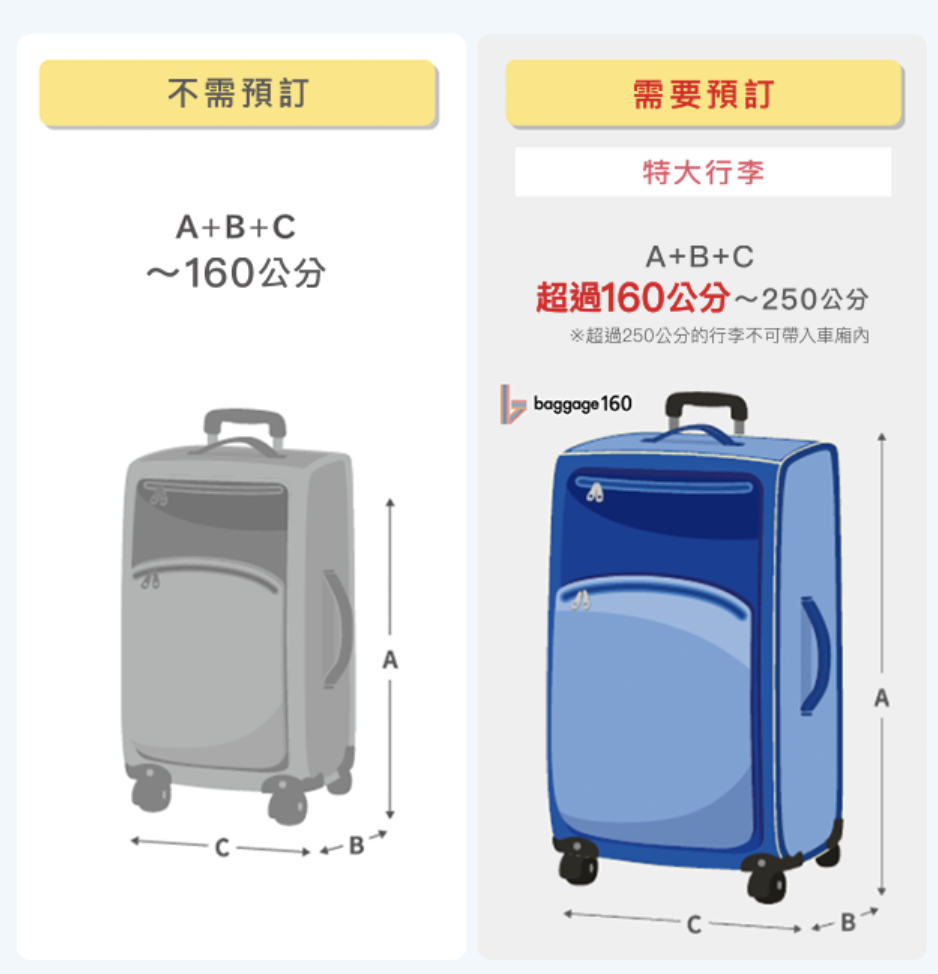 不需預訂
A+B+C
～160公分
A
C
B
需要預訂
特大行李
A+B+C
超過160公分～250公分
※超過250公分的行李不可帶入車廂內
baggage160
A
C
B